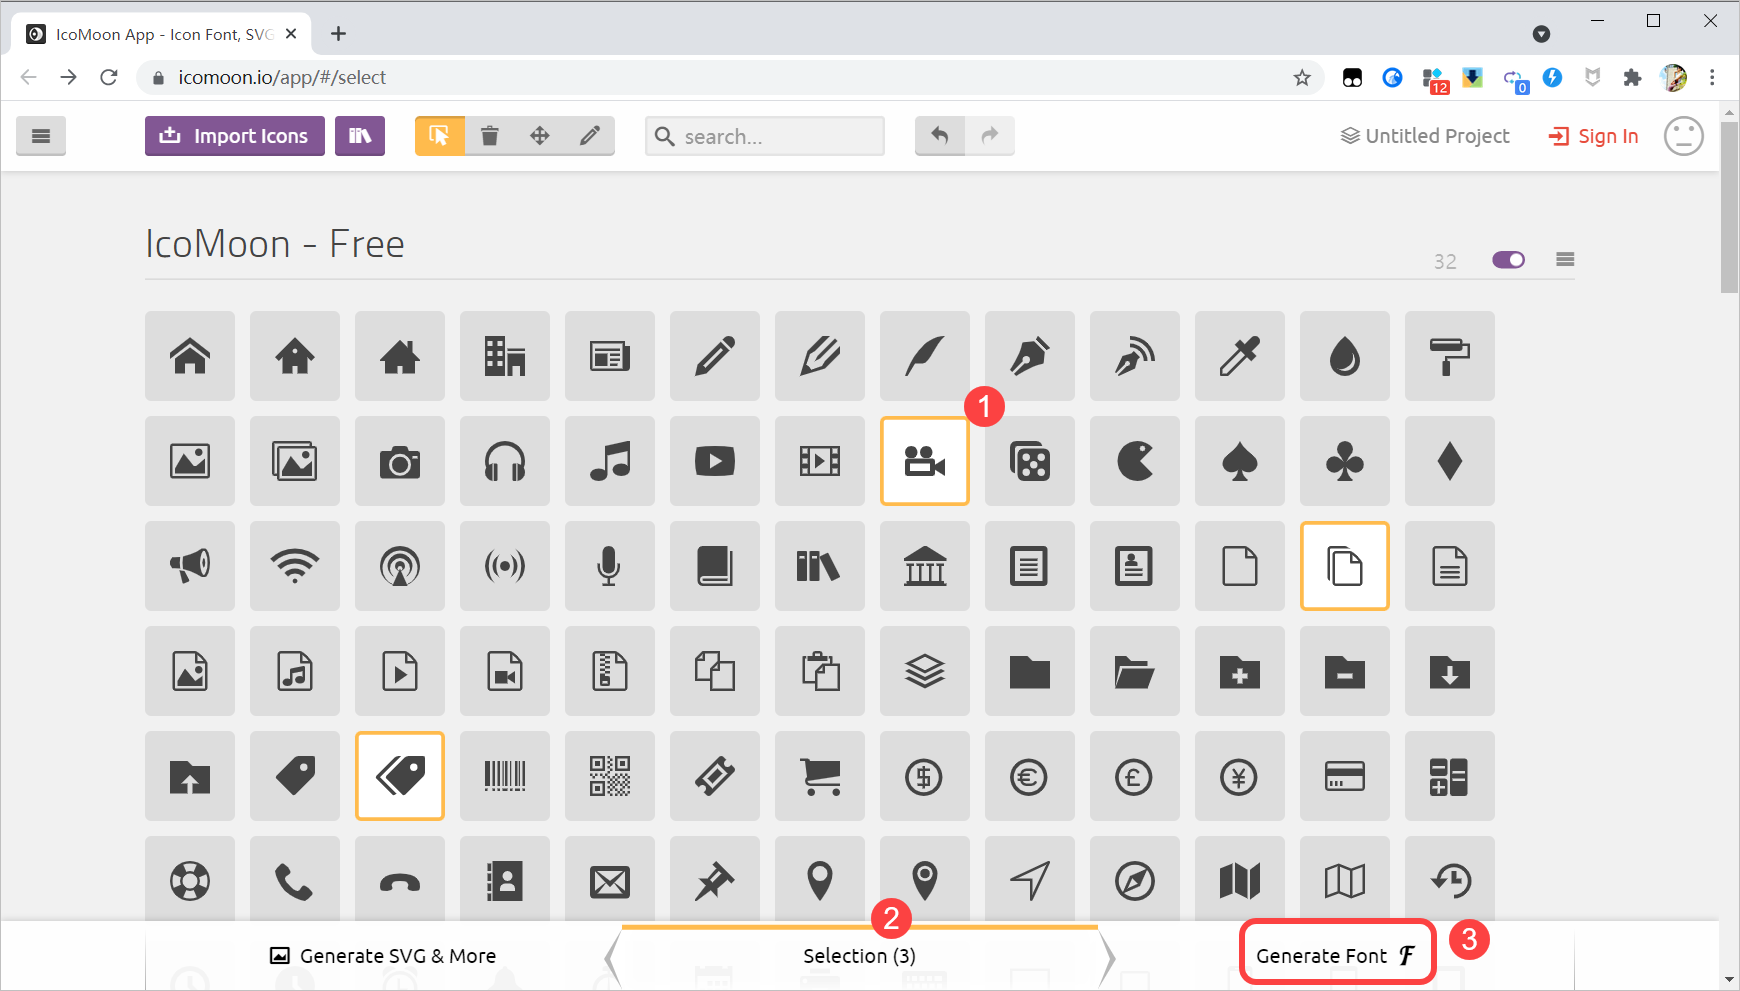 IcoMoon App - Icon Font, SVG
icomoon.io/app/#/select
12
0
Import Icons
search...
Untitled Project
Sign In
IcoMoon - Free
32
1
2
Generate SVG & More
Selection (3)
Generate Font
3